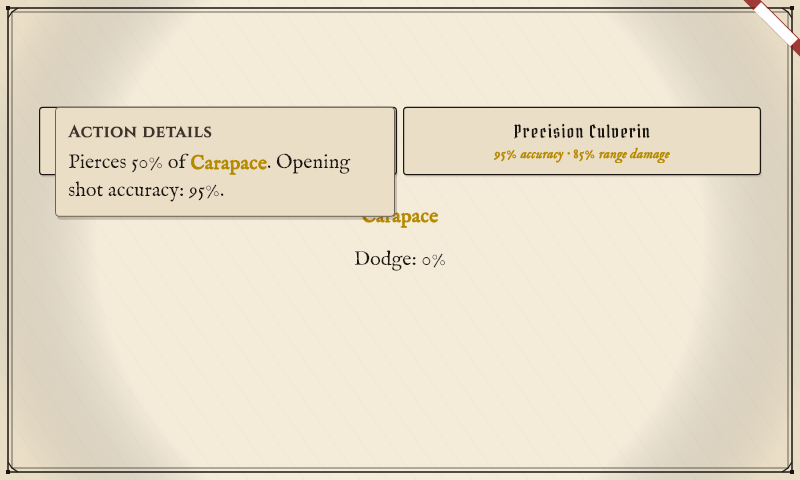 Action details
Pierces 50% of Carapace. Opening
shot accuracy: 95%.
Precision Culverin
95% accuracy · 85% range damage
Carapace
Dodge: 0%